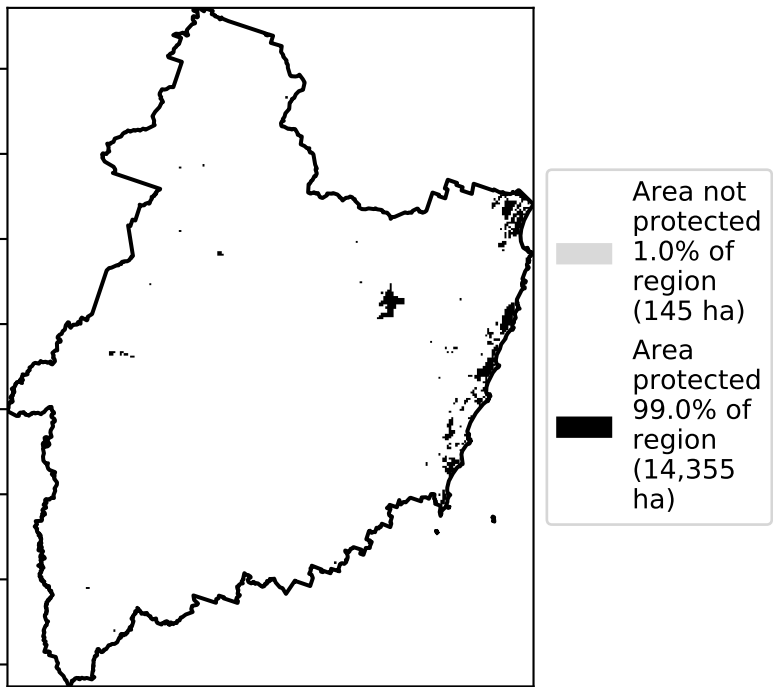 Area not
protected
1.0% of
region
(145 ha)
Area
protected
99.0% of
region
(14,355
ha)